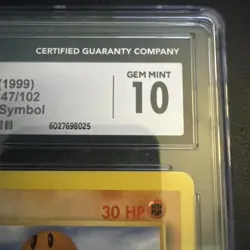 CERTIFIED GUARANTY COMPANY
(1999)
47/102
Symbol
GEM MINT
10
6027698025
30 HP